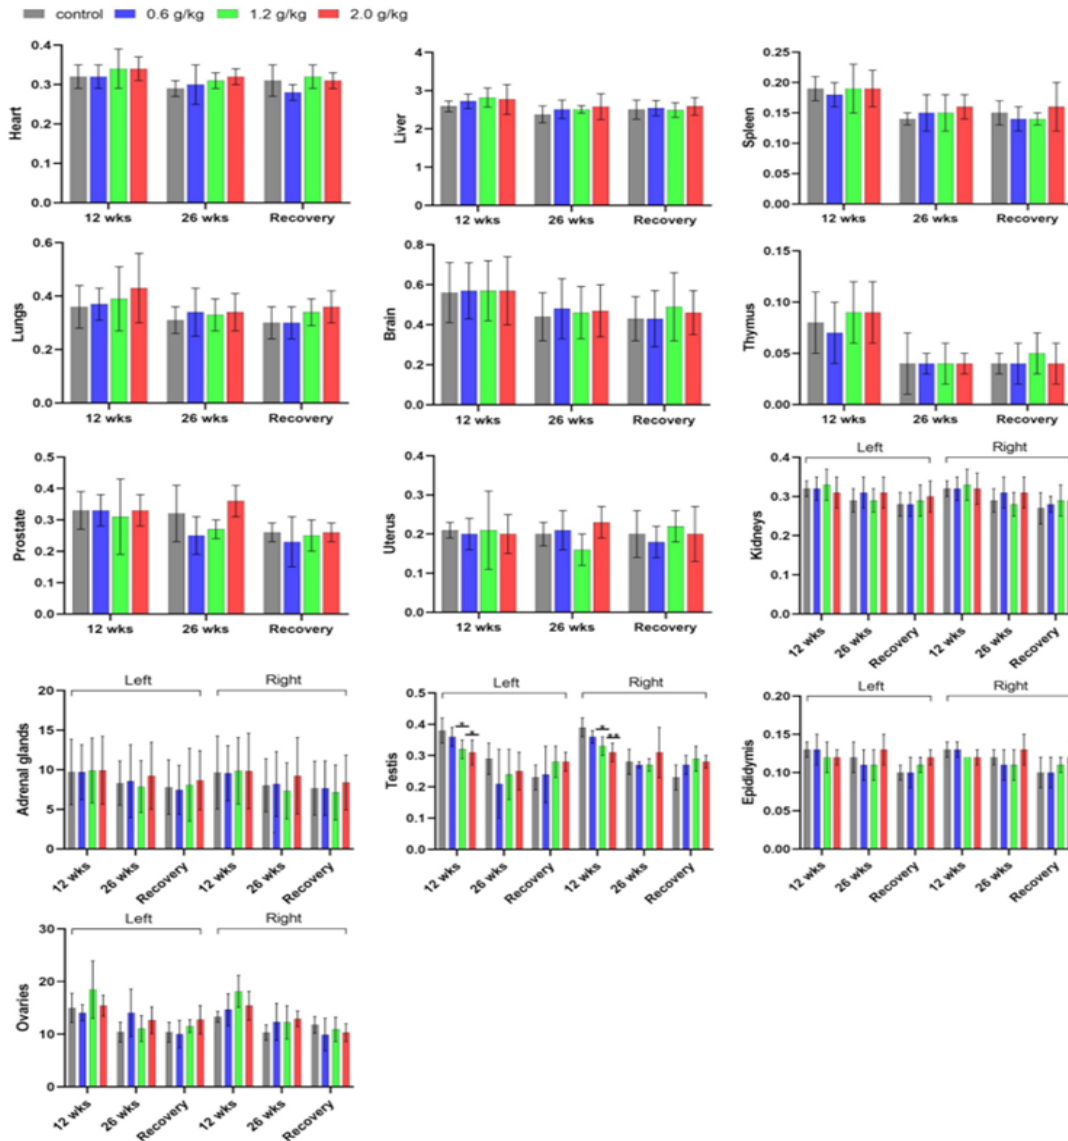 control 0.6 g/kg 1.2 g/kg 2.0 g/kg
Heart
0.4
0.3
0.2
0.1
0.0
12 wks 26 wks Recovery
Liver
4
3
2
1
0
12 wks 26 wks Recovery
Spleen
0.25
0.20
0.15
0.10
0.05
0.00
12 wks 26 wks Recovery
Lungs
0.6
0.4
0.2
0.0
12 wks 26 wks Recovery
Brain
0.8
0.6
0.4
0.2
0.0
12 wks 26 wks Recovery
Thymus
0.15
0.10
0.05
0.00
12 wks 26 wks Recovery
Prostate
0.5
0.4
0.3
0.2
0.1
0.0
12 wks 26 wks Recovery
Uterus
0.4
0.3
0.2
0.1
0.0
12 wks 26 wks Recovery
Left Right
Kidneys
0.4
0.3
0.2
0.1
0.0
12 wks 26 wks Recovery 12 wks 26 wks Recovery
Left Right
Adrenal glands
20
15
10
5
0
12 wks 26 wks Recovery 12 wks 26 wks Recovery
Left Right
Testis
0.5
0.4
0.3
0.2
0.1
0.0
* * * **
12 wks 26 wks Recovery 12 wks 26 wks Recovery
Left Right
Epididymis
0.20
0.15
0.10
0.05
0.00
12 wks 26 wks Recovery 12 wks 26 wks Recovery
Left Right
Ovaries
30
20
10
0
12 wks 26 wks Recovery 12 wks 26 wks Recovery